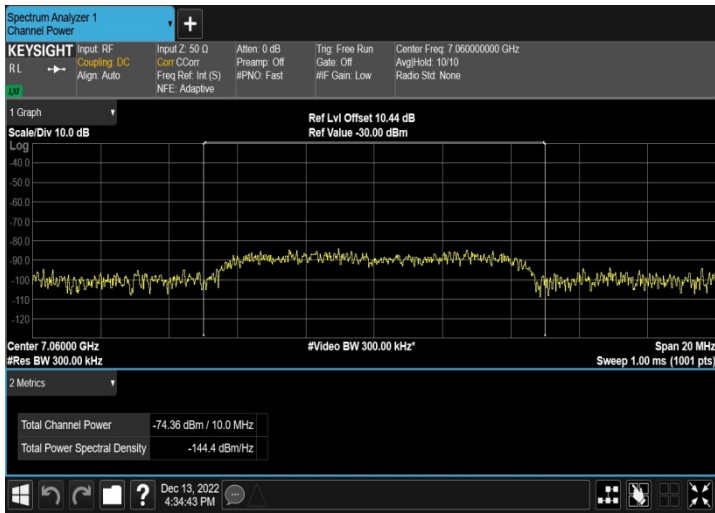 Spectrum Analyzer 1
Channel Power
KEYSIGHT
RL
LXI
Input: RF
Coupling: DC
Align: Auto
Input Z: 50 Ω
Corr CCorr
Freq Ref: Int (S)
NFE: Adaptive
Atten: 0 dB
Preamp: Off
#PNO: Fast
Trig: Free Run
Gate: Off
#IF Gain: Low
Center Freq: 7.060000000 GHz
Avg|Hold: 10/10
Radio Std: None
1 Graph
Scale/Div 10.0 dB
Ref Lvl Offset 10.44 dB
Ref Value -30.00 dBm
Log
-40.0
-50.0
-60.0
-70.0
-80.0
-90.0
-100
-110
-120
Center 7.06000 GHz
#Video BW 300.00 kHz*
Span 20 MHz
#Res BW 300.00 kHz
Sweep 1.00 ms (1001 pts)
2 Metrics
Total Channel Power -74.36 dBm / 10.0 MHz
Total Power Spectral Density -144.4 dBm/Hz
?
Dec 13, 2022
4:34:43 PM